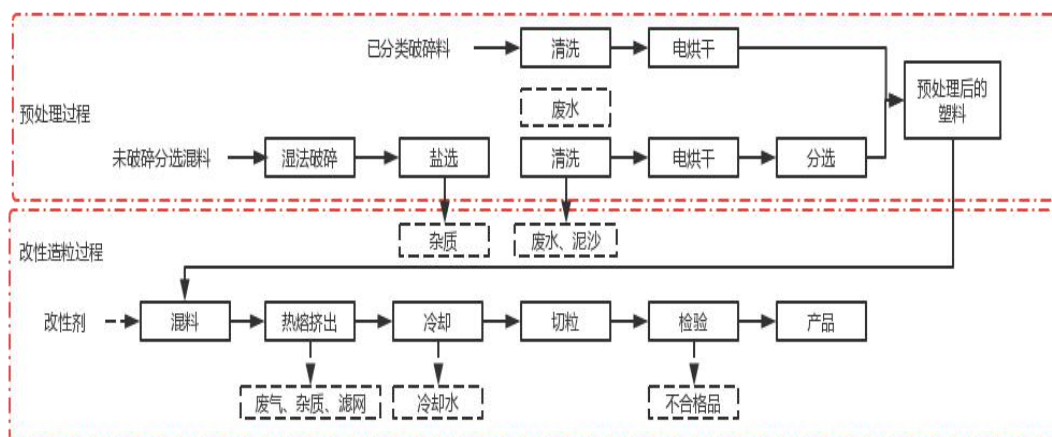 已分类破碎料
清洗
电烘干
预处理后的
塑料
预处理过程
废水
未破碎分选混料
湿法破碎
盐选
清洗
电烘干
分选
杂质
废水、泥沙
改性造粒过程
改性剂
混料
热熔挤出
冷却
切粒
检验
产品
废气、杂质、滤网
冷却水
不合格品